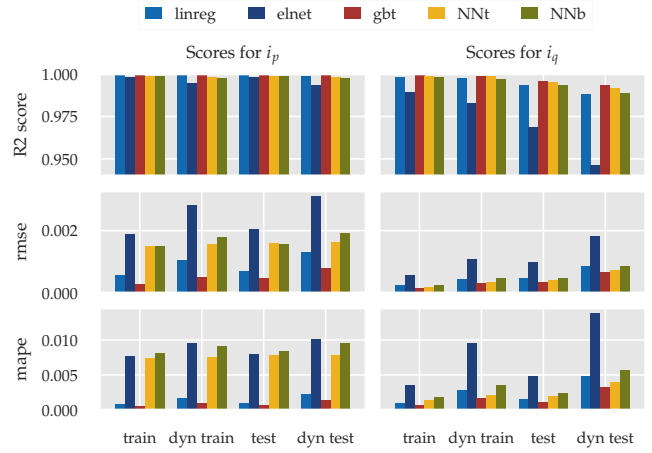 linreg elnet gbt NNt NNb
Scores for i_p Scores for i_q
1.000
0.975
0.950
R2 score
0.002
0.000
rmse
0.010
0.005
0.000
mape
train dyn train test dyn test train dyn train test dyn test